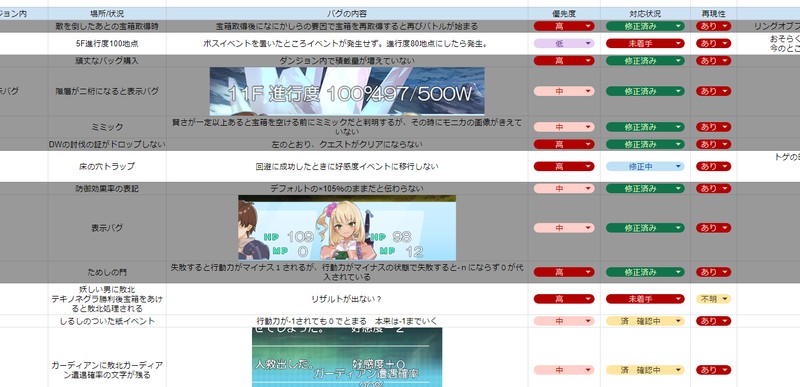 ジョン内 場所/状況 バグの内容 優先度 対応状況 再現性
敵を倒したあとの宝箱取得時 宝箱取得後になにかしらの要因で宝箱を再取得すると再びバトルが始まる 高 修正済み あり リングオブ
5F進行度100地点 ボスイベントを置いたところイベントが発生せず。進行度80地点にしたら発生。 低 未着手 あり おそらく
今のとこ
頑丈なバッグ購入 ダンジョン内で積載量が増えていない 高 修正済み あり
示バグ 階層が二桁になると表示バグ 11F 進行度 100%497/500W 中 修正済み あり
ミミック 賢さが一定以上あると宝箱を空ける前にミミックだと判明するが、その時にモニカの画像がきえて
いない 中 修正済み あり
DWの討伐の証がドロップしない 左のとおり、クエストがクリアにならない 高 修正済み あり
床の穴トラップ 回避に成功したときに好感度イベントに移行しない 高 修正中 あり トゲの
防御効果率の表記 デフォルトの+105%のままだと伝わらない 中 修正済み
表示バグ HP 109 HP 98
MP 0 MP 12 中 修正済み あり
ためしの門 失敗すると行動力がマイナス1されるが、行動力がマイナスの状態で失敗すると-nにならず0が代
入されている 高 修正済み あり
妖しい男に敗北
テキノネグラ勝利後宝箱をあけ
ると敗北処理される リザルトが出ない? 高 未着手 不明
しるしのついた紙イベント 行動力が-1されても0でとまる 本来は-1までいく 中 済 確認中 あり
ガーディアンに敗北ガーディア
ン遭遇確率の文字が残る せてしまった。 好感度－2
人救出した。 好感度＋0
ガーディアン遭遇確率 中 済 確認中 あり